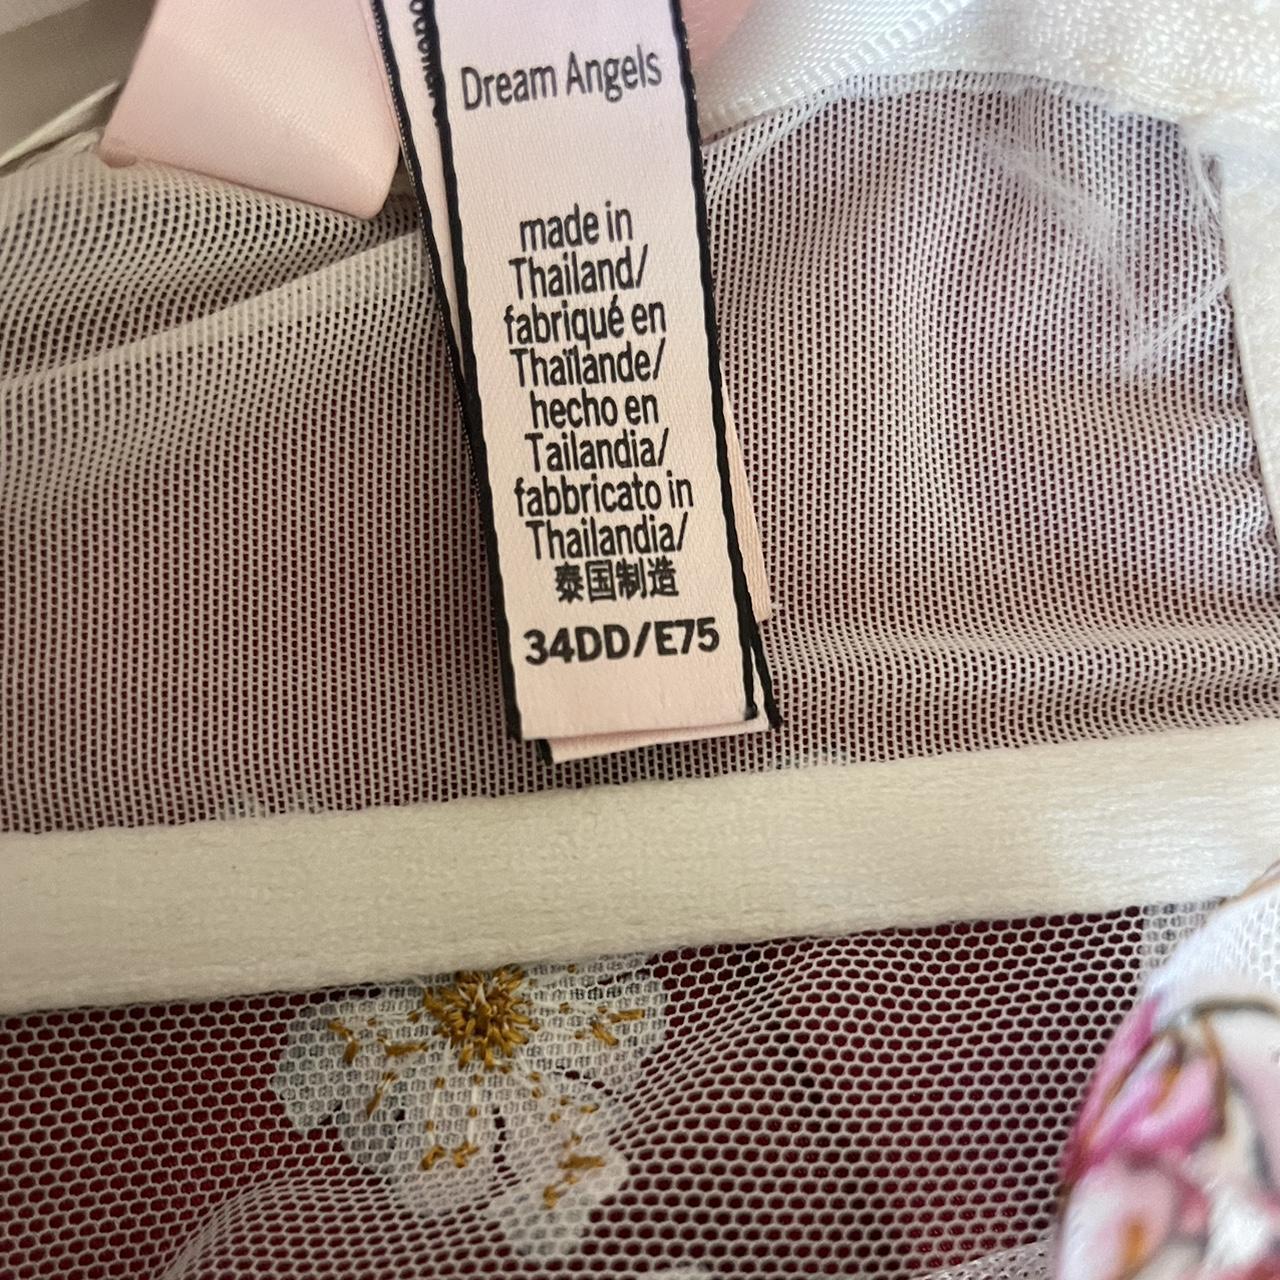 Dream Angels
made in
Thailand/
fabriqué en
Thaïlande/
hecho en
Tailandia/
fabbricato in
Thailandia/
泰国制造
34DD/E75